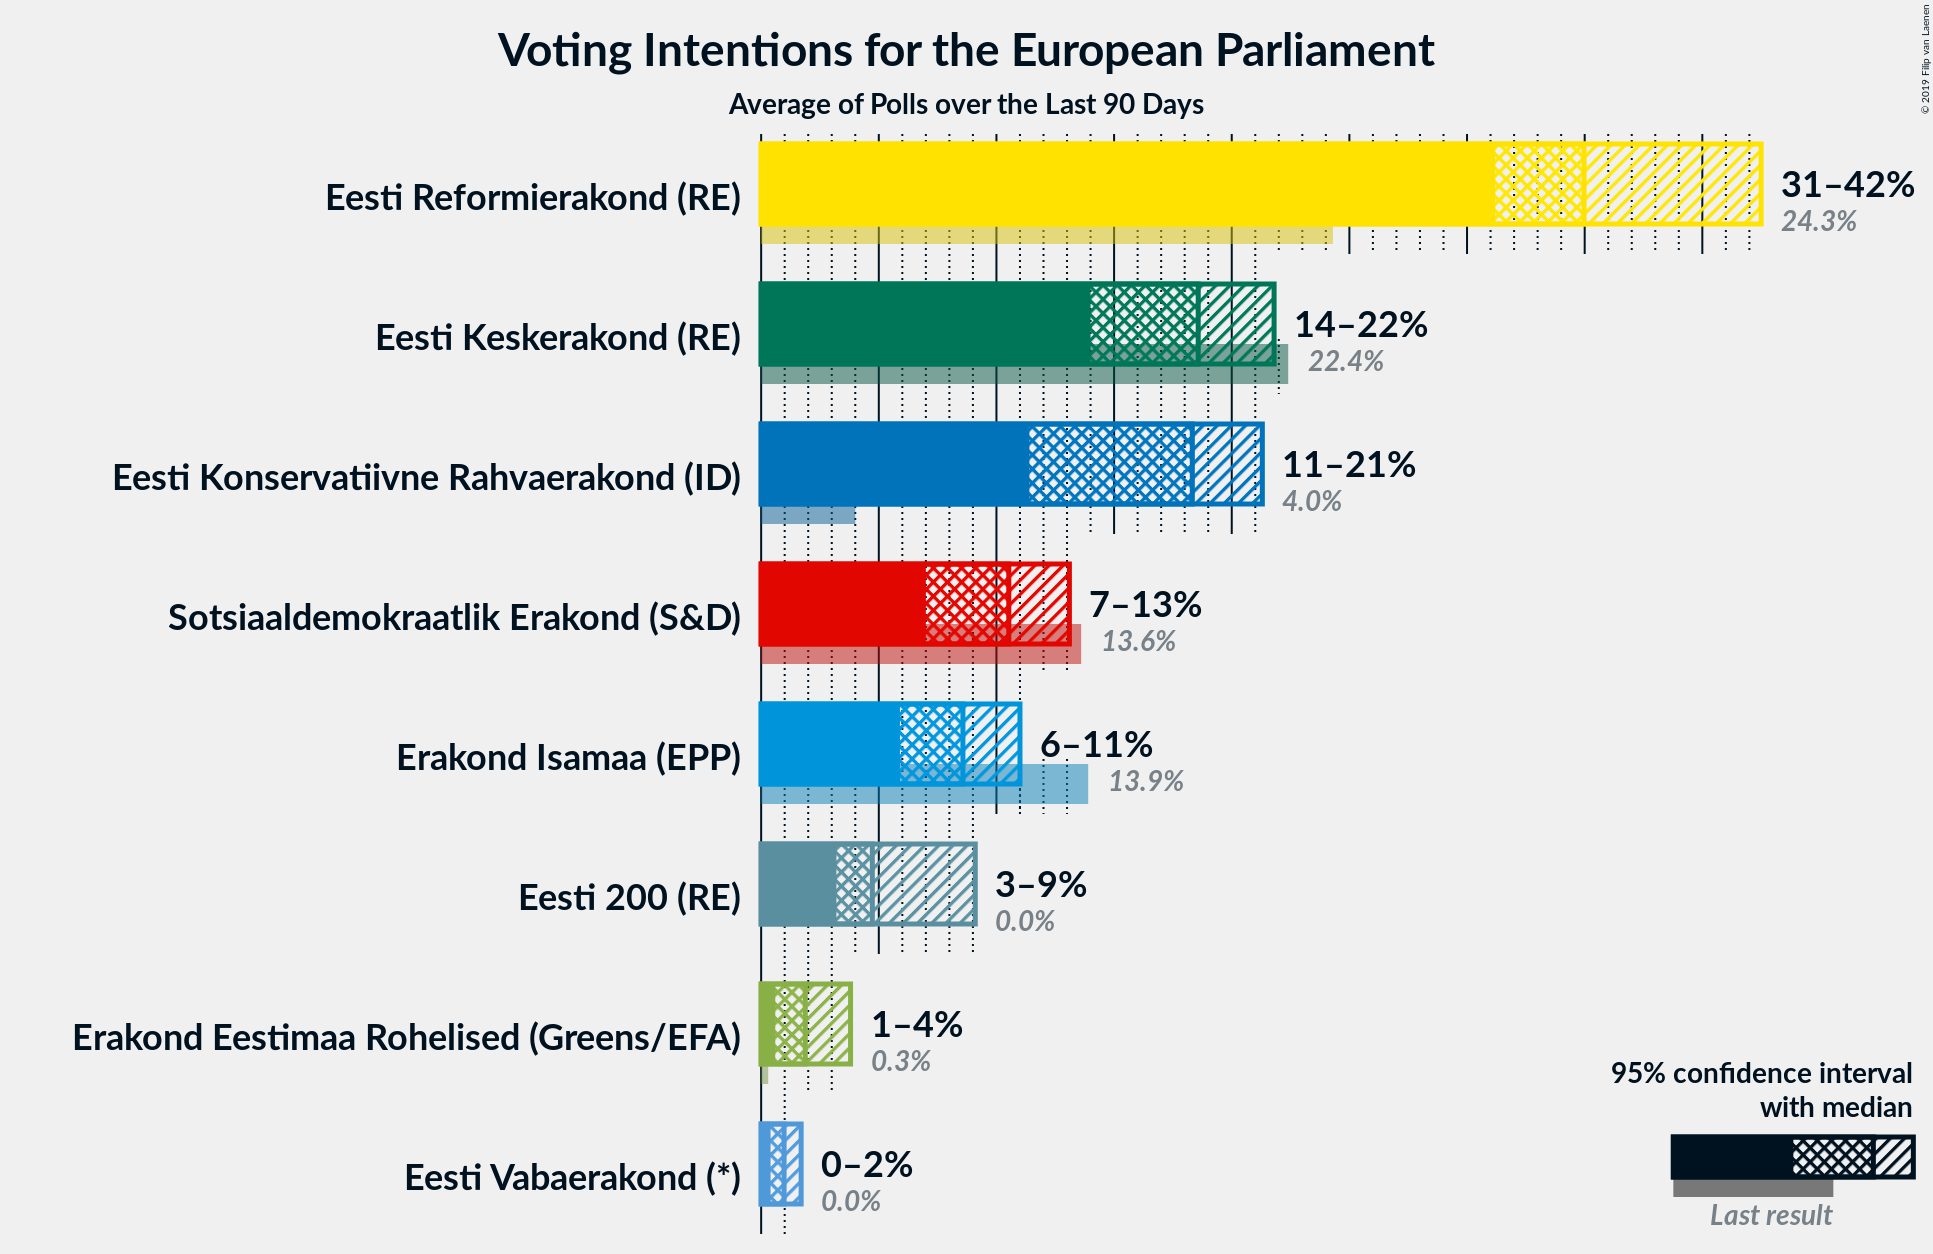 Voting Intentions for the European Parliament
Average of Polls over the Last 90 Days
© 2019 Filip van Laenen
Eesti Reformierakond (RE)
31–42%
24.3%
Eesti Keskerakond (RE)
14–22%
22.4%
Eesti Konservatiivne Rahvaerakond (ID)
11–21%
4.0%
Sotsiaaldemokraatlik Erakond (S&D)
7–13%
13.6%
Erakond Isamaa (EPP)
6–11%
13.9%
Eesti 200 (RE)
3–9%
0.0%
Erakond Eestimaa Rohelised (Greens/EFA)
1–4%
0.3%
Eesti Vabaerakond (*)
0–2%
0.0%
95% confidence interval
with median
Last result